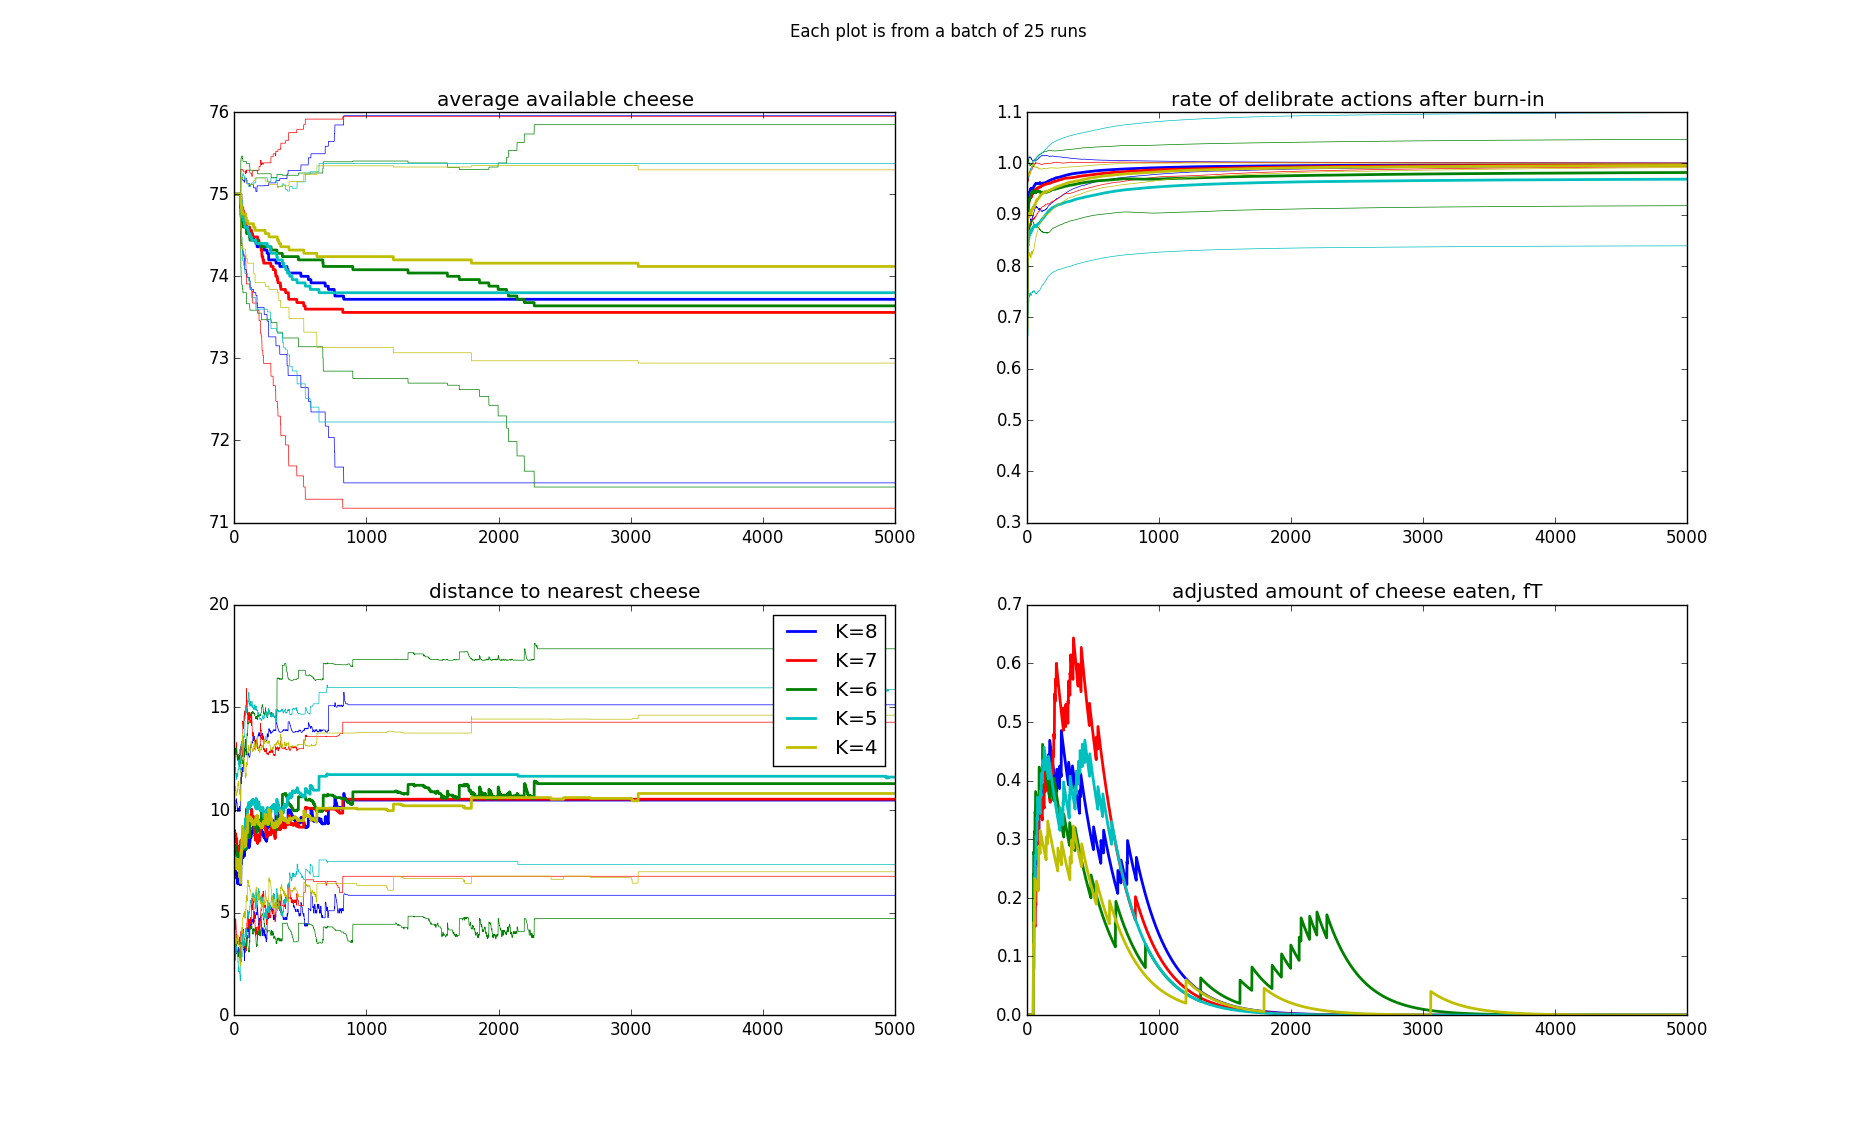 Each plot is from a batch of 25 runs
average available cheese
76
75
74
73
72
71
0 1000 2000 3000 4000 5000
rate of delibrate actions after burn-in
1.1
1.0
0.9
0.8
0.7
0.6
0.5
0.4
0.3
0 1000 2000 3000 4000 5000
distance to nearest cheese
20
15
10
5
0
0 1000 2000 3000 4000 5000
K=8
K=7
K=6
K=5
K=4
adjusted amount of cheese eaten, fT
0.7
0.6
0.5
0.4
0.3
0.2
0.1
0.0
0 1000 2000 3000 4000 5000